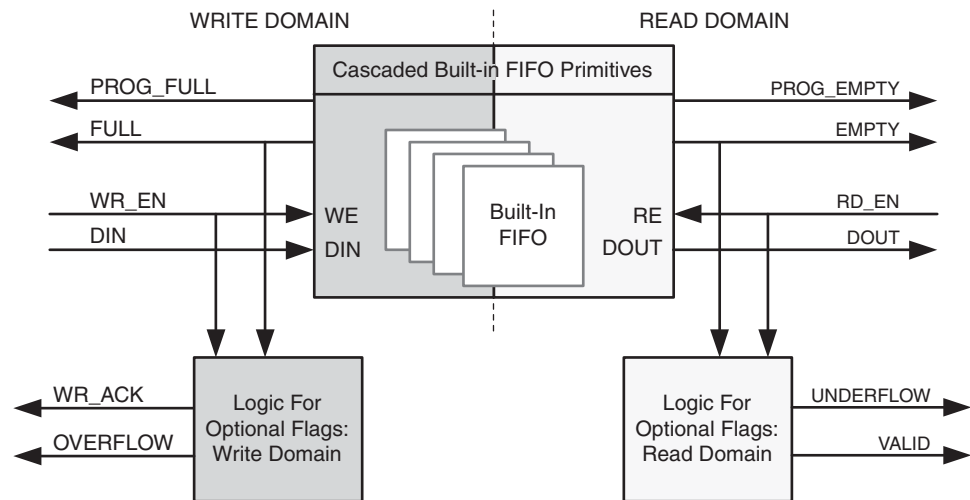 WRITE DOMAIN
READ DOMAIN
Cascaded Built-in FIFO Primitives
PROG_FULL
PROG_EMPTY
FULL
EMPTY
WR_EN
WE
Built-In
FIFO
RE
RD_EN
DIN
DIN
DOUT
DOUT
WR_ACK
OVERFLOW
Logic For
Optional Flags:
Write Domain
Logic For
Optional Flags:
Read Domain
UNDERFLOW
VALID